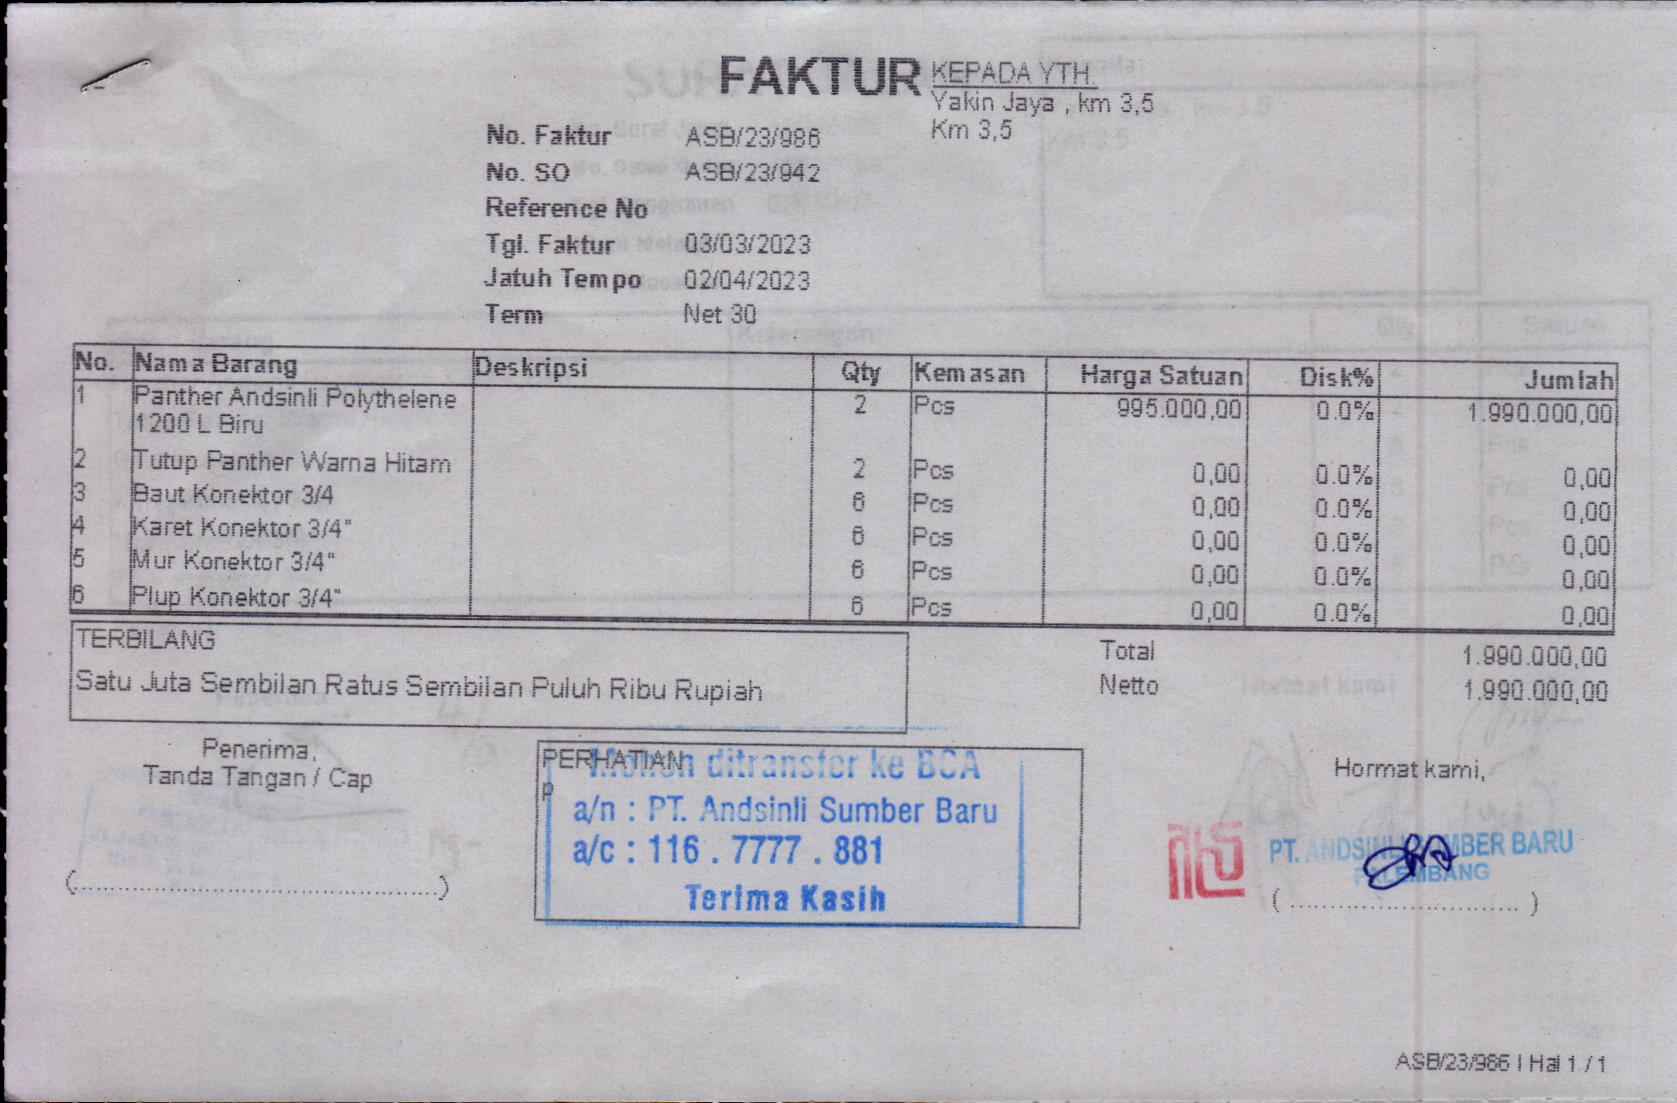 FAKTUR
KEPADA YTH.
Yakin Jaya , km 3,5
Km 3,5
No. Faktur ASB/23/986
No. SO ASB/23/942
Reference No
Tgl. Faktur 03/03/2023
Jatuh Tempo 02/04/2023
Term Net 30
No. Nama Barang Deskripsi Qty Kemasan Harga Satuan Disk% Jumlah
1 Panther Andsinli Polythelene 2 Pcs 995.000,00 0.0% 1.990.000,00
1200 L Biru
2 Tutup Panther Warna Hitam 2 Pcs 0,00 0.0% 0,00
3 Baut Konektor 3/4 6 Pcs 0,00 0.0% 0,00
4 Karet Konektor 3/4" 6 Pcs 0,00 0.0% 0,00
5 Mur Konektor 3/4" 6 Pcs 0,00 0.0% 0,00
6 Plup Konektor 3/4" 6 Pcs 0,00 0.0% 0,00
TERBILANG
Satu Juta Sembilan Ratus Sembilan Puluh Ribu Rupiah
Total 1.990.000,00
Netto 1.990.000,00
Penerima,
Tanda Tangan / Cap
(........................................)
PERHATIAN
p
Mohon ditransfer ke BCA
a/n : PT. Andsinli Sumber Baru
a/c : 116 . 7777 . 881
Terima Kasih
Hormat kami,
PT. ANDSINLI SUMBER BARU
PALEMBANG
( .............................. )
ASB/23/986 | Hal 1 / 1